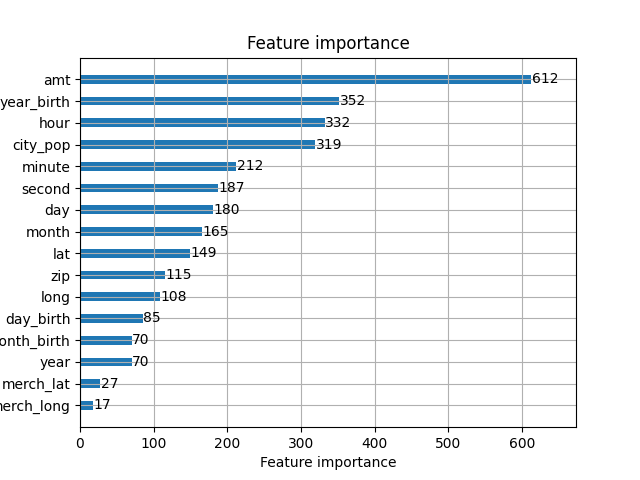 Feature importance
amt 612
year_birth 352
hour 332
city_pop 319
minute 212
second 187
day 180
month 165
lat 149
zip 115
long 108
day_birth 85
onth_birth 70
year 70
merch_lat 27
erch_long 17
0 100 200 300 400 500 600
Feature importance